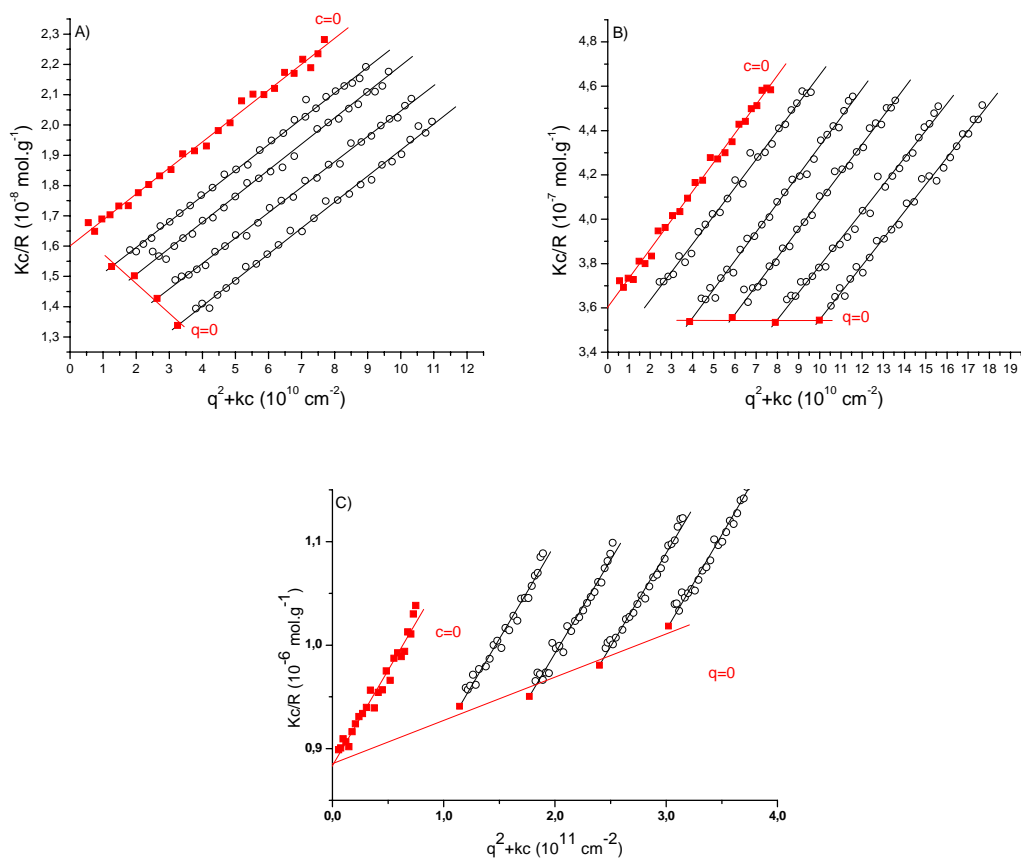 A)
c=0
2,3
2,2
2,1
2,0
1,9
1,8
1,7
1,6
1,5
1,4
1,3
Kc/R (10⁻⁸ mol.g⁻¹)
q=0
0 1 2 3 4 5 6 7 8 9 10 11 12
q²+kc (10¹⁰ cm⁻²)
B)
c=0
4,8
4,6
4,4
4,2
4,0
3,8
3,6
3,4
Kc/R (10⁻⁷ mol.g⁻¹)
q=0
0 1 2 3 4 5 6 7 8 9 10 11 12 13 14 15 16 17 18 19
q²+kc (10¹⁰ cm⁻²)
C)
1,1
1,0
0,9
Kc/R (10⁻⁶ mol.g⁻¹)
c=0
q=0
0,0 1,0 2,0 3,0 4,0
q²+kc (10¹¹ cm-2)